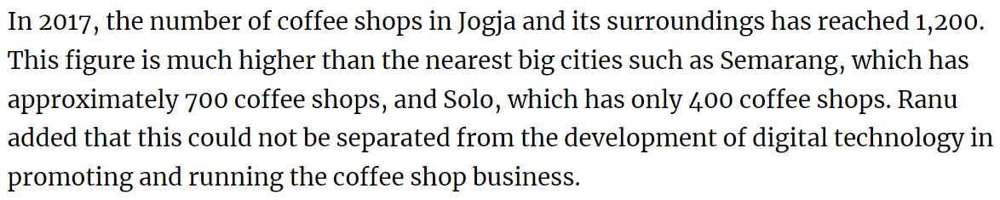 In 2017, the number of coffee shops in Jogja and its surroundings has reached 1,200.
This figure is much higher than the nearest big cities such as Semarang, which has
approximately 700 coffee shops, and Solo, which has only 400 coffee shops. Ranu
added that this could not be separated from the development of digital technology in
promoting and running the coffee shop business.